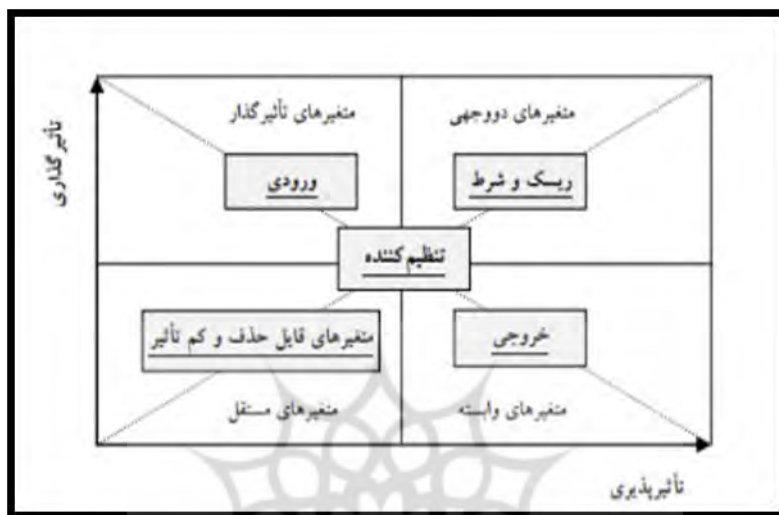 متغیرهای دووجهی
متغیرهای تأثیرگذار
تأثیرگذاری
ریسک و شرط
ورودی
تنظیم‌کننده
خروجی
متغیرهای قابل حذف و کم تأثیر
متغیرهای وابسته
متغیرهای مستقل
تأثیرپذیری